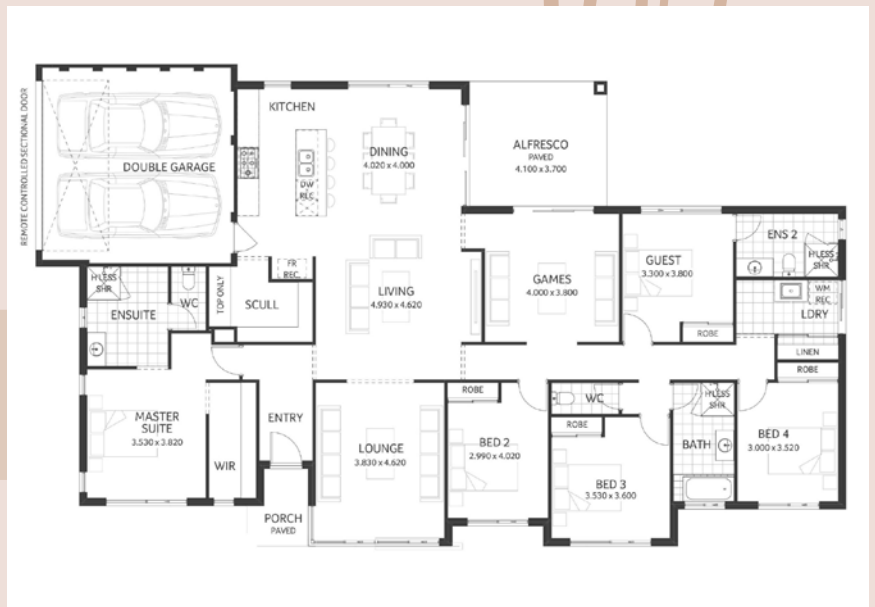 REMOTE CONTROLLED SECTIONAL DOOR
DOUBLE GARAGE
KITCHEN
DW
REC
DINING
4.020 x 4.000
ALFRESCO
PAVED
4.100 x 3.700
FR
REC.
LIVING
4.930 x 4.620
GAMES
4.000 x 3.800
GUEST
3.300 x 3.800
ROBE
ENS 2
H'LESS
SHR
WM
REC
LDRY
LINEN
ROBE
H'LESS
SHR
ENSUITE
WC
TOP ONLY
SCULL
MASTER
SUITE
3.530 x 3.820
WIR
ENTRY
PORCH
PAVED
LOUNGE
3.830 x 4.620
ROBE
BED 2
2.990 x 4.020
WC
ROBE
BED 3
3.530 x 3.600
H'LESS
SHR
BATH
BED 4
3.000 x 3.520